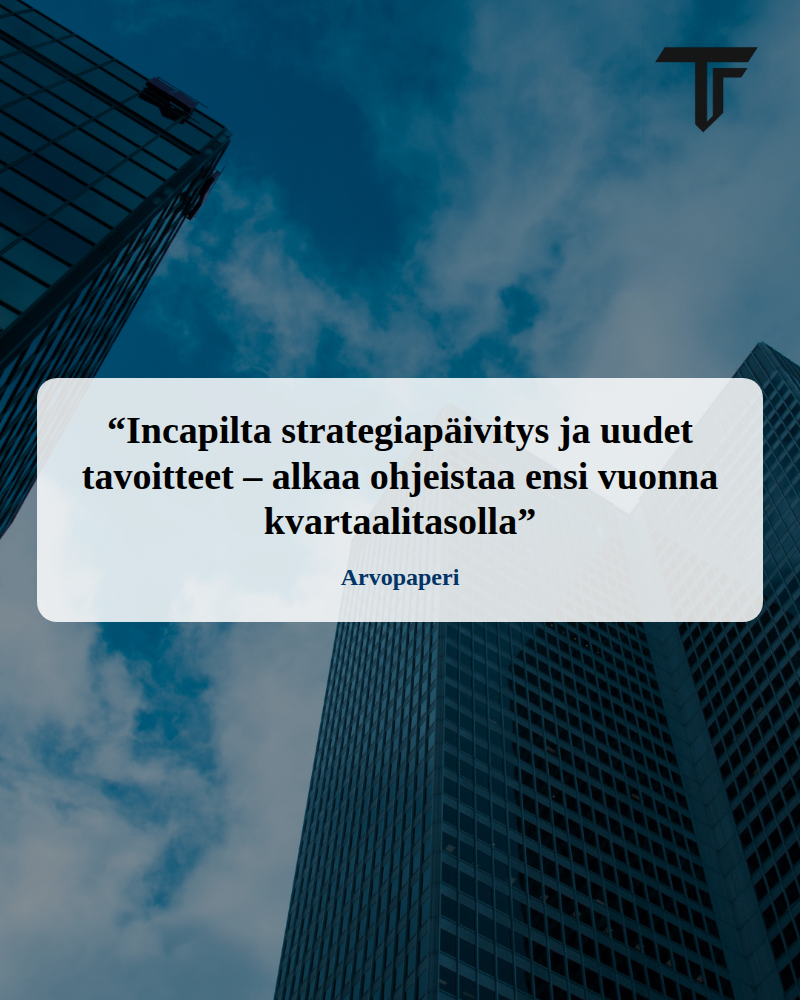 “Incapilta strategiapäivitys ja uudet
tavoitteet – alkaa ohjeistaa ensi vuonna
kvartaalitasolla”
Arvopaperi